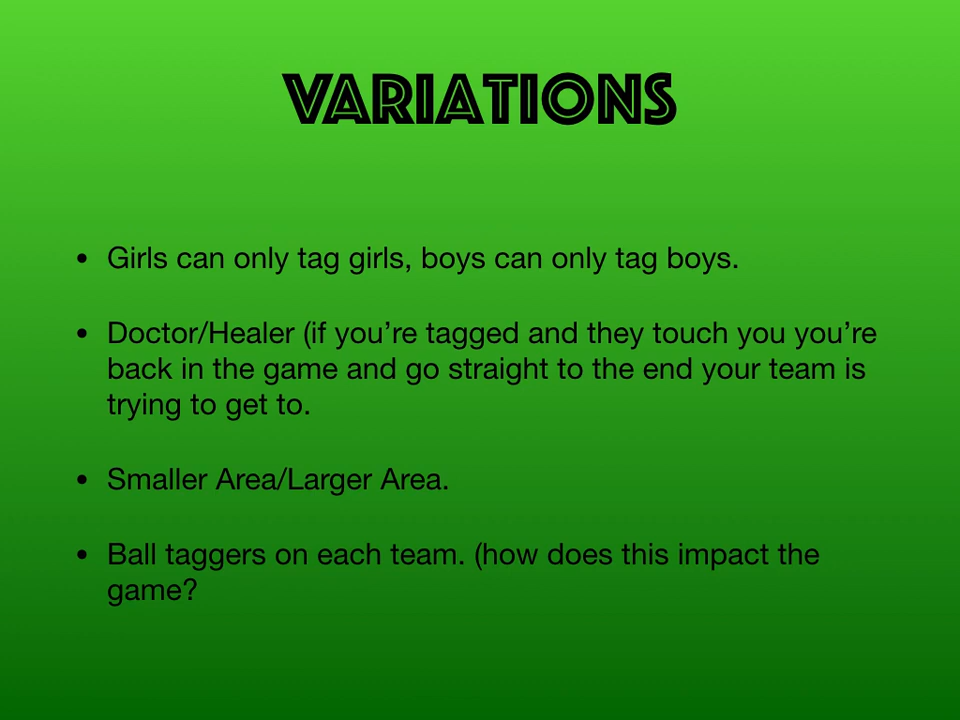 VARIATIONS
• Girls can only tag girls, boys can only tag boys.
• Doctor/Healer (if you’re tagged and they touch you you’re
back in the game and go straight to the end your team is
trying to get to.
• Smaller Area/Larger Area.
• Ball taggers on each team. (how does this impact the
game?